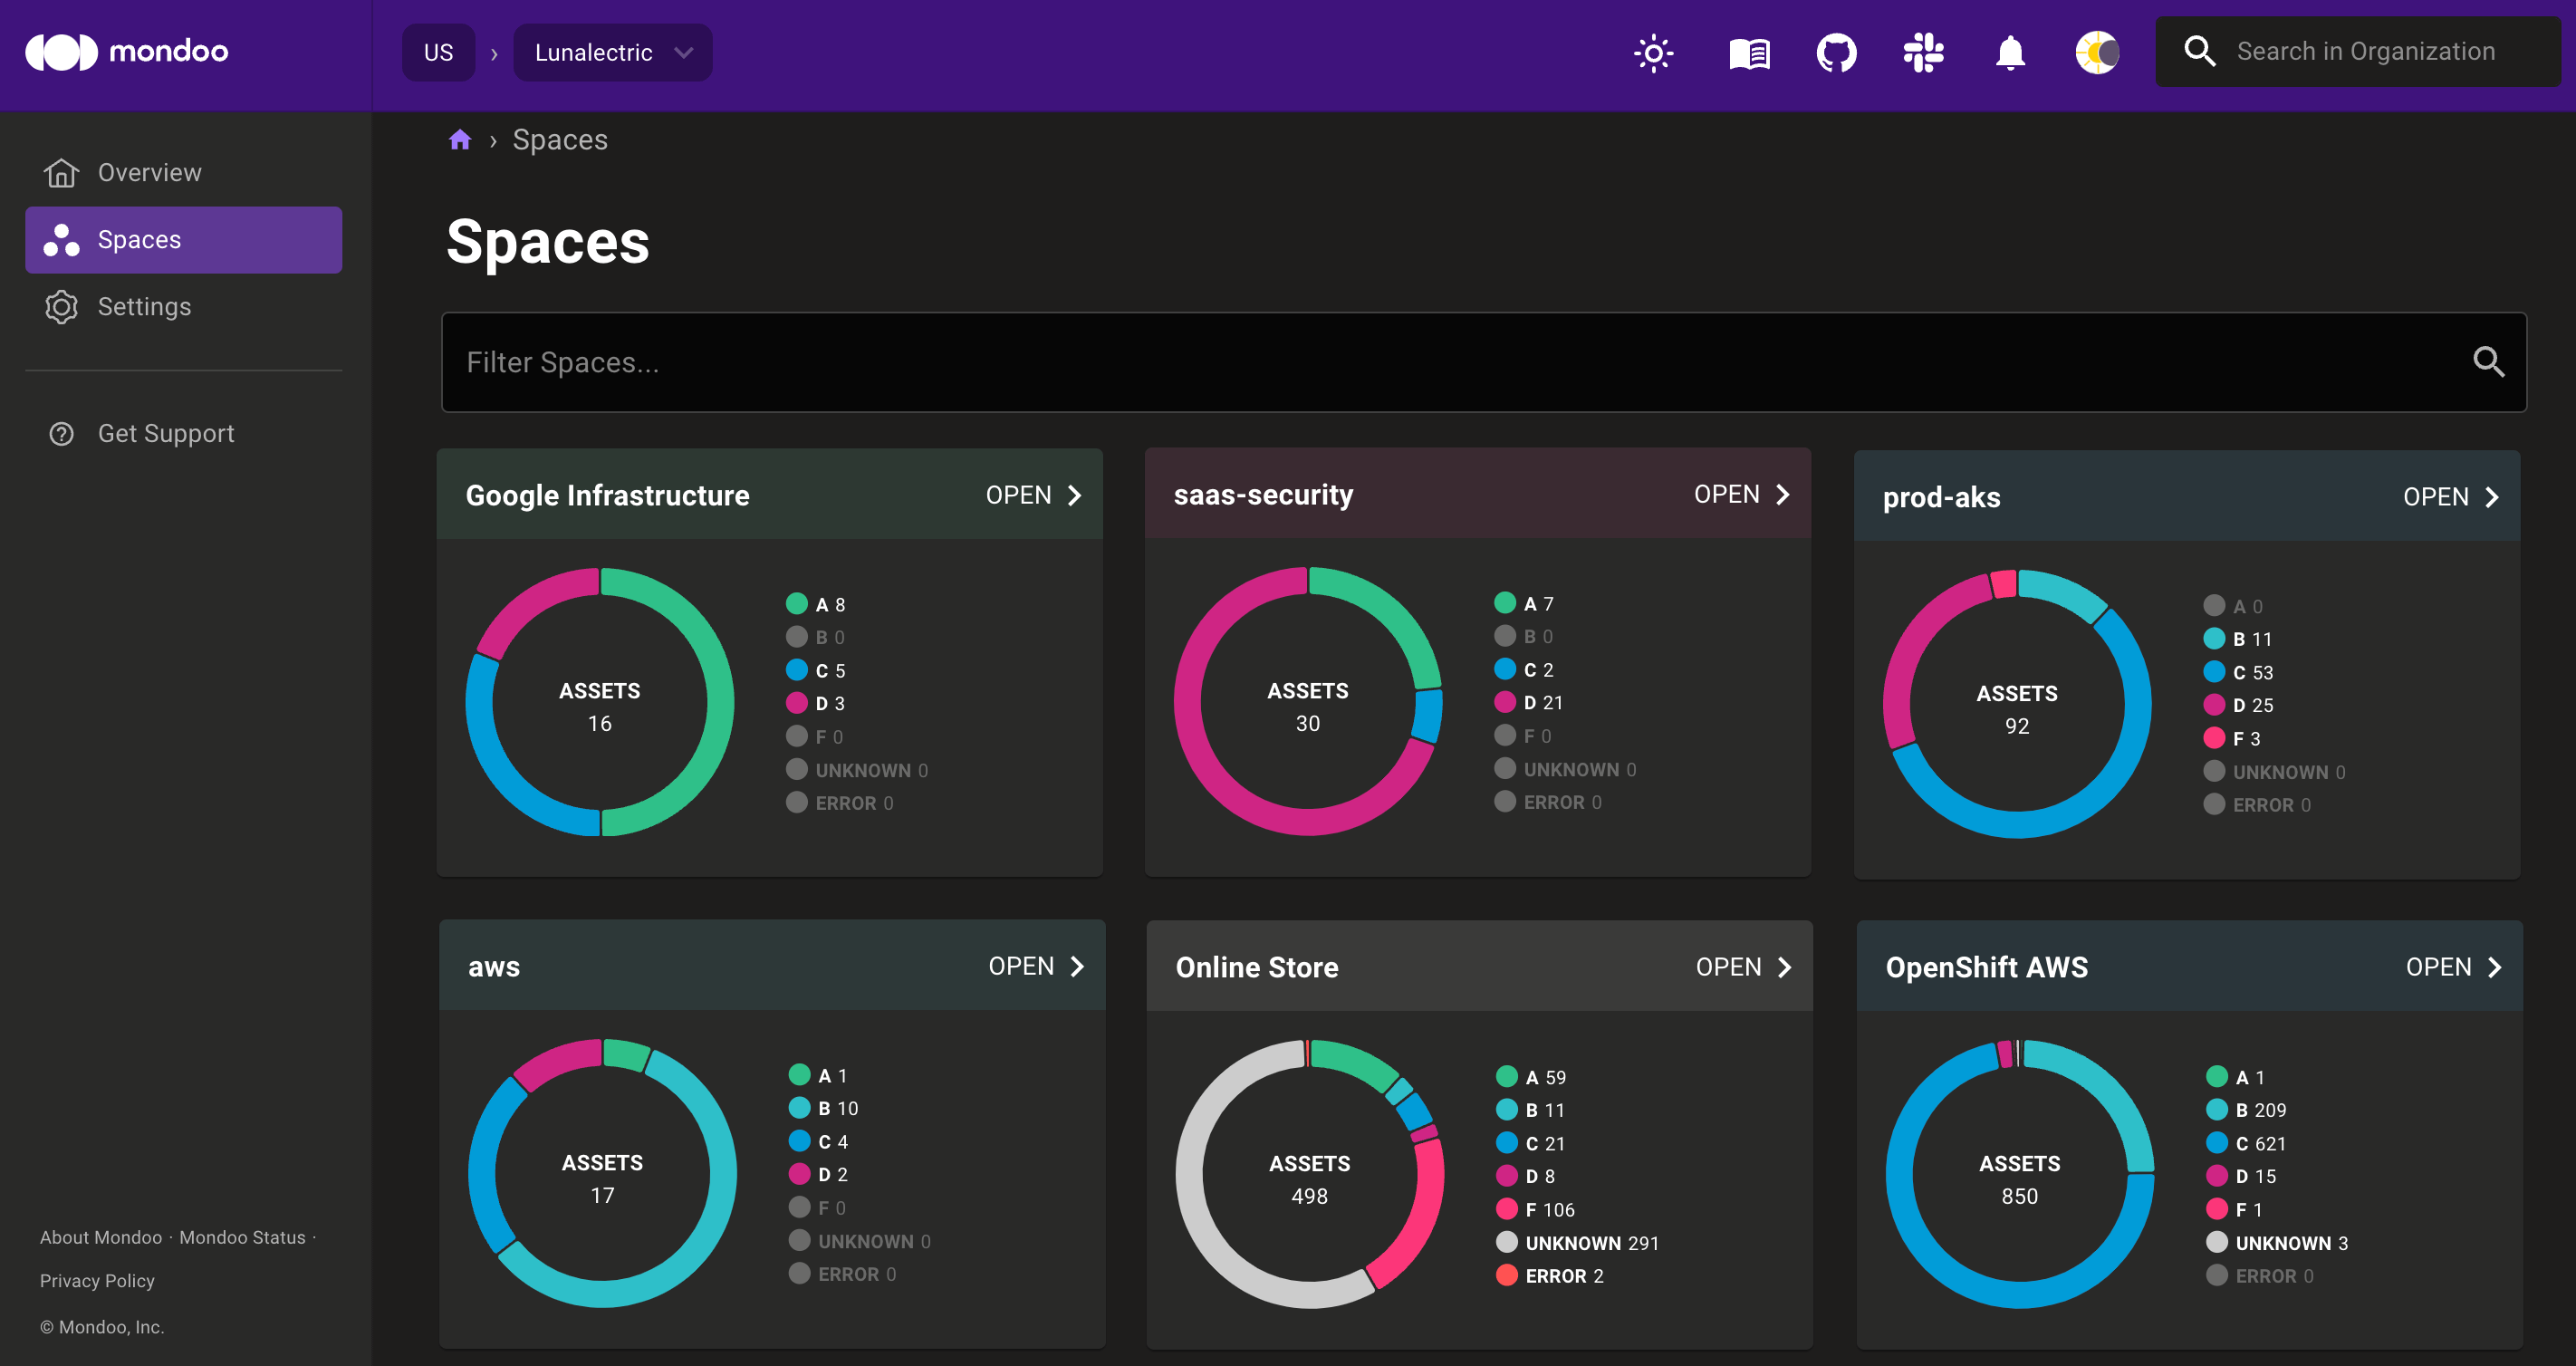 mondoo
US › Lunalectric
Search in Organization
Overview
Spaces
Settings
Get Support
About Mondoo · Mondoo Status ·
Privacy Policy
© Mondoo, Inc.
› Spaces
Spaces
Filter Spaces...
Google Infrastructure OPEN
ASSETS
16
A 8
B 0
C 5
D 3
F 0
UNKNOWN 0
ERROR 0
saas-security OPEN
ASSETS
30
A 7
B 0
C 2
D 21
F 0
UNKNOWN 0
ERROR 0
prod-aks OPEN
ASSETS
92
A 0
B 11
C 53
D 25
F 3
UNKNOWN 0
ERROR 0
aws OPEN
ASSETS
17
A 1
B 10
C 4
D 2
F 0
UNKNOWN 0
ERROR 0
Online Store OPEN
ASSETS
498
A 59
B 11
C 21
D 8
F 106
UNKNOWN 291
ERROR 2
OpenShift AWS OPEN
ASSETS
850
A 1
B 209
C 621
D 15
F 1
UNKNOWN 3
ERROR 0